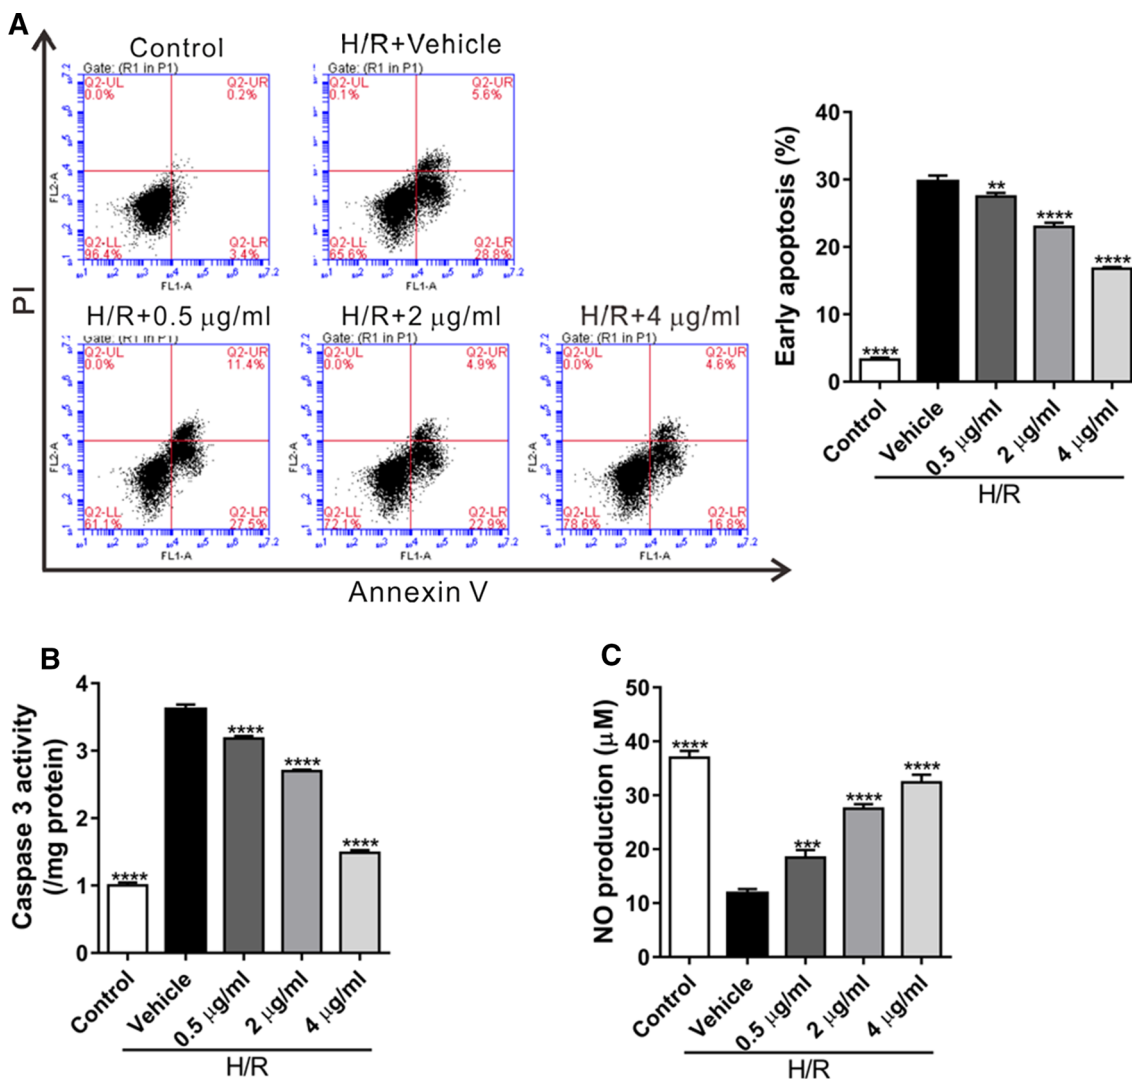 A
Control
Gate: (R1 in P1)
Q2-UL
0.0%
Q2-UR
0.2%
Q2-LL
96.4%
Q2-LR
3.4%
FL2-A
FL1-A
H/R+Vehicle
Gate: (R1 in P1)
Q2-UL
0.1%
Q2-UR
5.6%
Q2-LL
65.6%
Q2-LR
28.8%
FL2-A
FL1-A
H/R+0.5 μg/ml
Gate: (R1 in P1)
Q2-UL
0.0%
Q2-UR
11.4%
Q2-LL
61.1%
Q2-LR
27.5%
FL2-A
FL1-A
H/R+2 μg/ml
Gate: (R1 in P1)
Q2-UL
0.0%
Q2-UR
4.9%
Q2-LL
72.1%
Q2-LR
22.9%
FL2-A
FL1-A
H/R+4 μg/ml
Gate: (R1 in P1)
Q2-UL
0.0%
Q2-UR
4.6%
Q2-LL
78.6%
Q2-LR
16.8%
FL2-A
FL1-A
PI
Annexin V
Early apoptosis (%)
40
30
20
10
0
****
**
****
****
Control
Vehicle
0.5 μg/ml
2 μg/ml
4 μg/ml
H/R
B
Caspase 3 activity
(/mg protein)
4
3
2
1
0
****
****
****
****
Control
Vehicle
0.5 μg/ml
2 μg/ml
4 μg/ml
H/R
C
NO production (μM)
50
40
30
20
10
0
****
***
****
****
Control
Vehicle
0.5 μg/ml
2 μg/ml
4 μg/ml
H/R